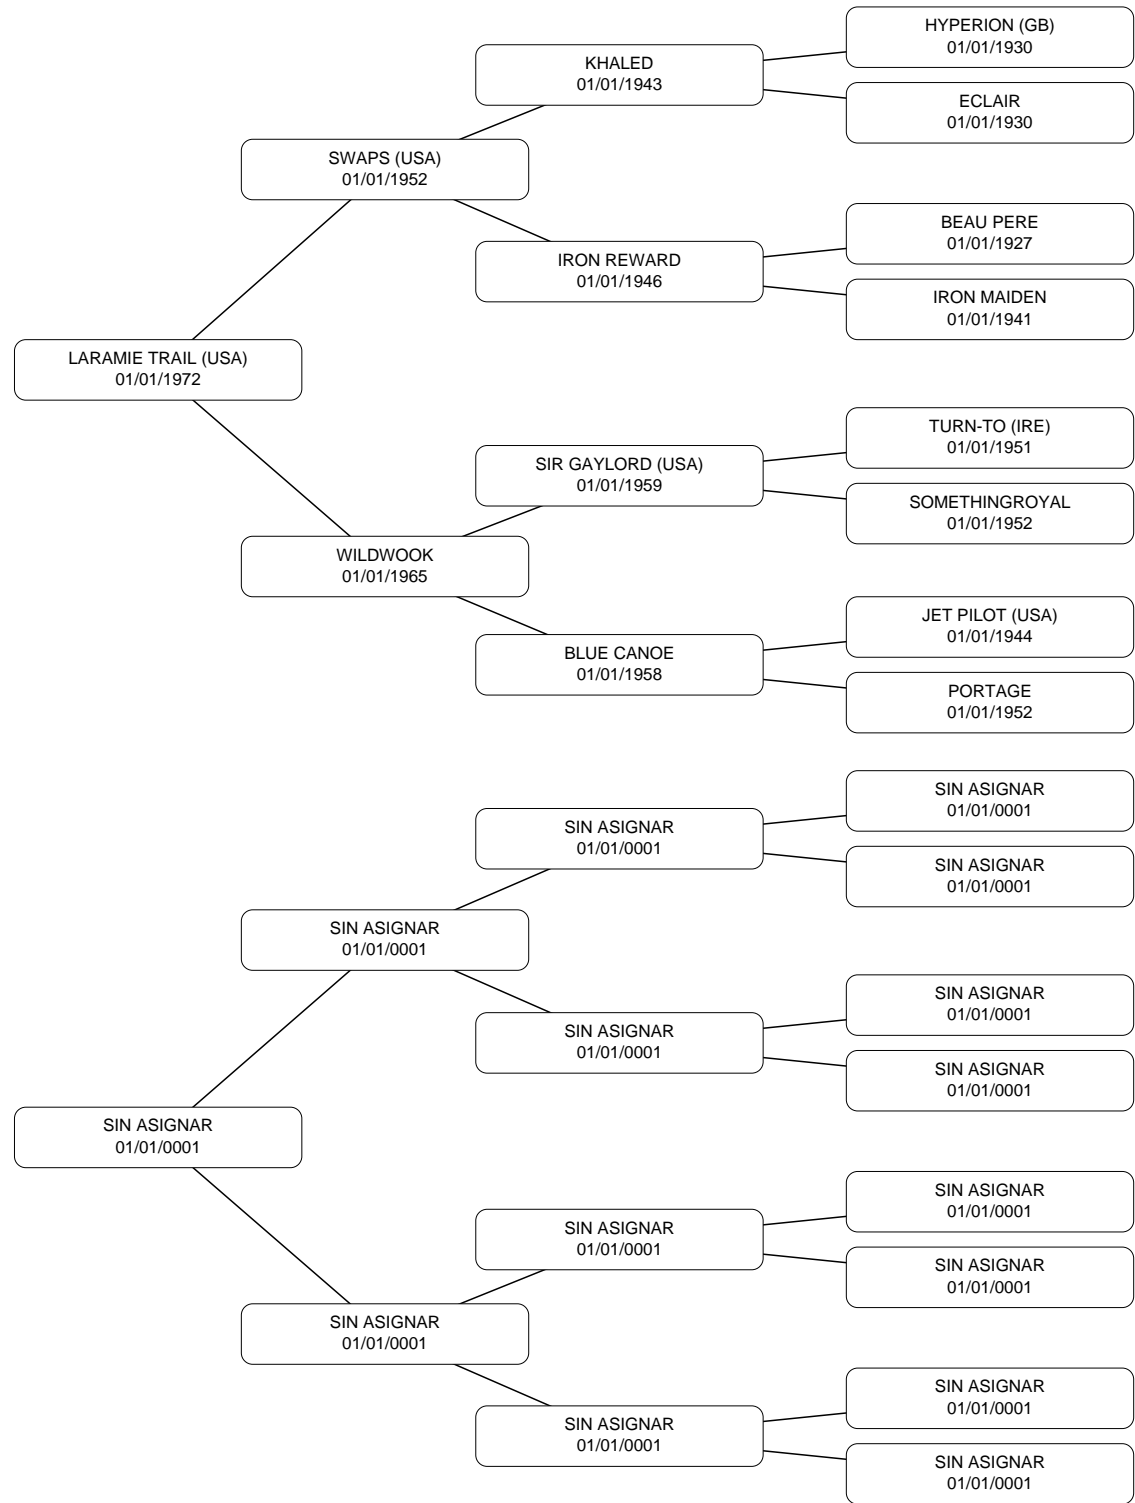 HYPERION (GB)
01/01/1930
KHALED
01/01/1943
ECLAIR
01/01/1930
SWAPS (USA)
01/01/1952
BEAU PERE
01/01/1927
IRON REWARD
01/01/1946
IRON MAIDEN
01/01/1941
LARAMIE TRAIL (USA)
01/01/1972
TURN-TO (IRE)
01/01/1951
SIR GAYLORD (USA)
01/01/1959
SOMETHINGROYAL
01/01/1952
WILDWOOK
01/01/1965
JET PILOT (USA)
01/01/1944
BLUE CANOE
01/01/1958
PORTAGE
01/01/1952
SIN ASIGNAR
01/01/0001
SIN ASIGNAR
01/01/0001
SIN ASIGNAR
01/01/0001
SIN ASIGNAR
01/01/0001
SIN ASIGNAR
01/01/0001
SIN ASIGNAR
01/01/0001
SIN ASIGNAR
01/01/0001
SIN ASIGNAR
01/01/0001
SIN ASIGNAR
01/01/0001
SIN ASIGNAR
01/01/0001
SIN ASIGNAR
01/01/0001
SIN ASIGNAR
01/01/0001
SIN ASIGNAR
01/01/0001
SIN ASIGNAR
01/01/0001
SIN ASIGNAR
01/01/0001